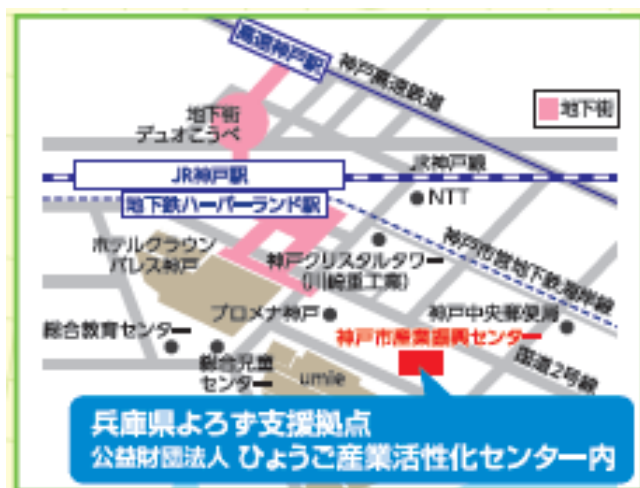 高速神戸駅
神戸高速鉄道
地下街
デュオこうべ
地下街
JR神戸駅
JR神戸線
地下鉄ハーバーランド駅
NTT
神戸市営地下鉄海岸線
ホテルクラウン
パレス神戸
神戸クリスタルタワー
(川崎重工業)
プロメナ神戸
神戸中央郵便局
総合教育センター
神戸市産業振興センター
国道2号線
総合児童
センター
umie
兵庫県よろず支援拠点
公益財団法人 ひょうご産業活性化センター内